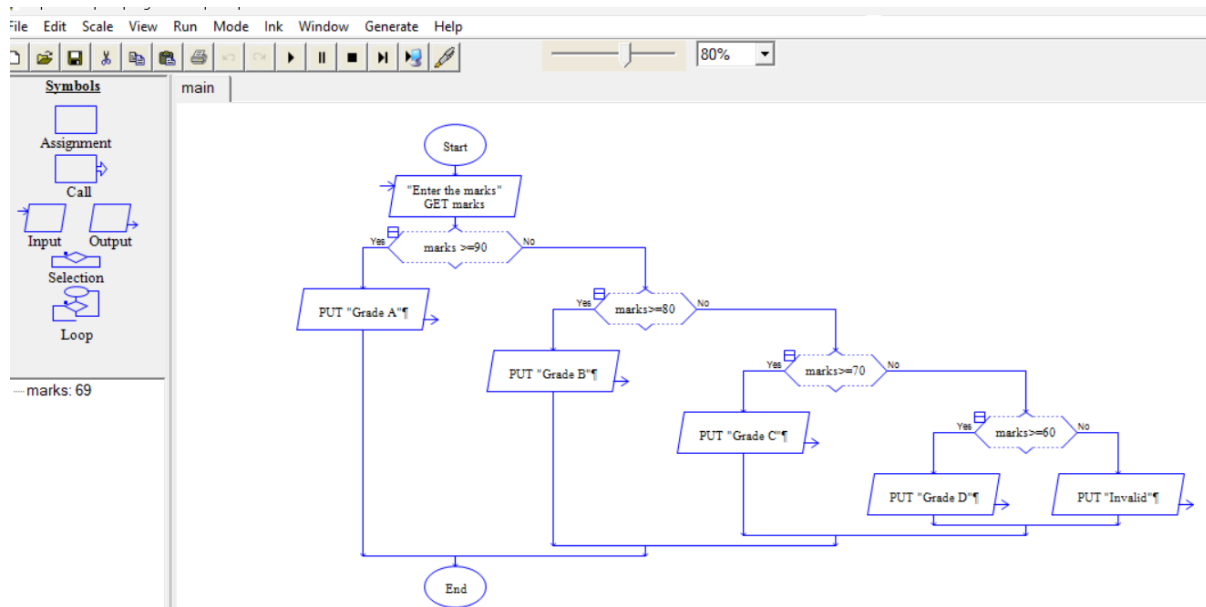 File Edit Scale View Run Mode Ink Window Generate Help
80%
Symbols
Assignment
Call
Input Output
Selection
Loop
marks: 69
main
Start
"Enter the marks"
GET marks
Yes marks >=90 No
PUT "Grade A"¶
Yes marks>=80 No
PUT "Grade B"¶
Yes marks>=70 No
PUT "Grade C"¶
Yes marks>=60 No
PUT "Grade D"¶ PUT "Invalid"¶
End